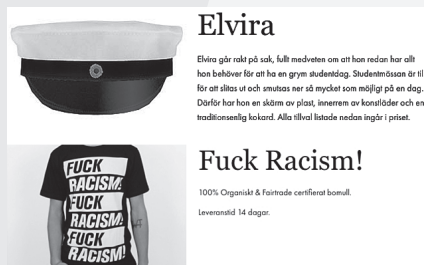 Elvira
Elvira går rakt på sak, fullt medveten om att hon redan har allt
hon behöver för att ha en grym studentdag. Studentmössan är til
för att slitas ut och smutsas ner så mycket som möjligt på en dag.
Därför har hon en skärm av plast, innerrem av konstläder och en
traditionsenlig kokard. Alla tillval listade nedan ingår i priset.
Fuck Racism!
100% Organiskt & Fairtrade certifierat bomull.
Leveranstid 14 dagar.
FUCK
RACISM!
FUCK
RACISM!
FUCK
RACISM!